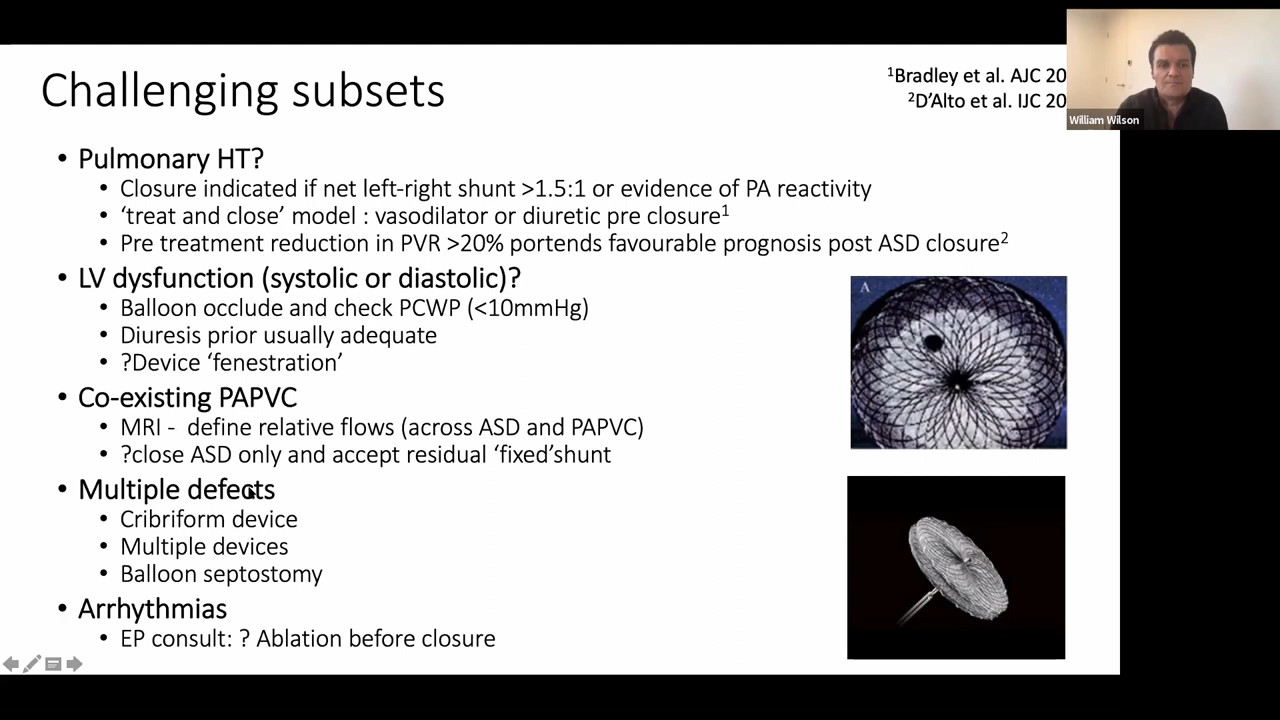 Challenging subsets
¹Bradley et al. AJC 20
²D'Alto et al. IJC 20
William Wilson
• Pulmonary HT?
• Closure indicated if net left-right shunt >1.5:1 or evidence of PA reactivity
• ‘treat and close’ model : vasodilator or diuretic pre closure¹
• Pre treatment reduction in PVR >20% portends favourable prognosis post ASD closure²
• LV dysfunction (systolic or diastolic)?
• Balloon occlude and check PCWP (<10mmHg)
• Diuresis prior usually adequate
• ?Device ‘fenestration’
• Co-existing PAPVC
• MRI - define relative flows (across ASD and PAPVC)
• ?close ASD only and accept residual ‘fixed’shunt
• Multiple defects
• Cribriform device
• Multiple devices
• Balloon septostomy
• Arrhythmias
• EP consult: ? Ablation before closure
A